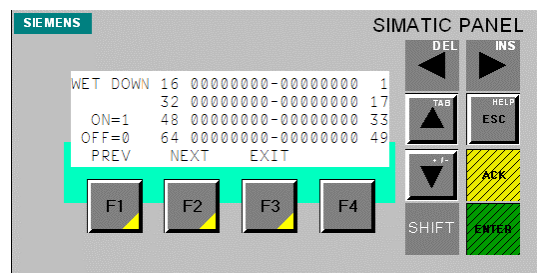 SIEMENS
SIMATIC PANEL
DEL
INS
WET DOWN 16 00000000-00000000 1
32 00000000-00000000 17
ON=1 48 00000000-00000000 33
OFF=0 64 00000000-00000000 49
PREV NEXT EXIT
TAB
HELP
ESC
+/-
ACK
F1 F2 F3 F4
SHIFT
ENTER